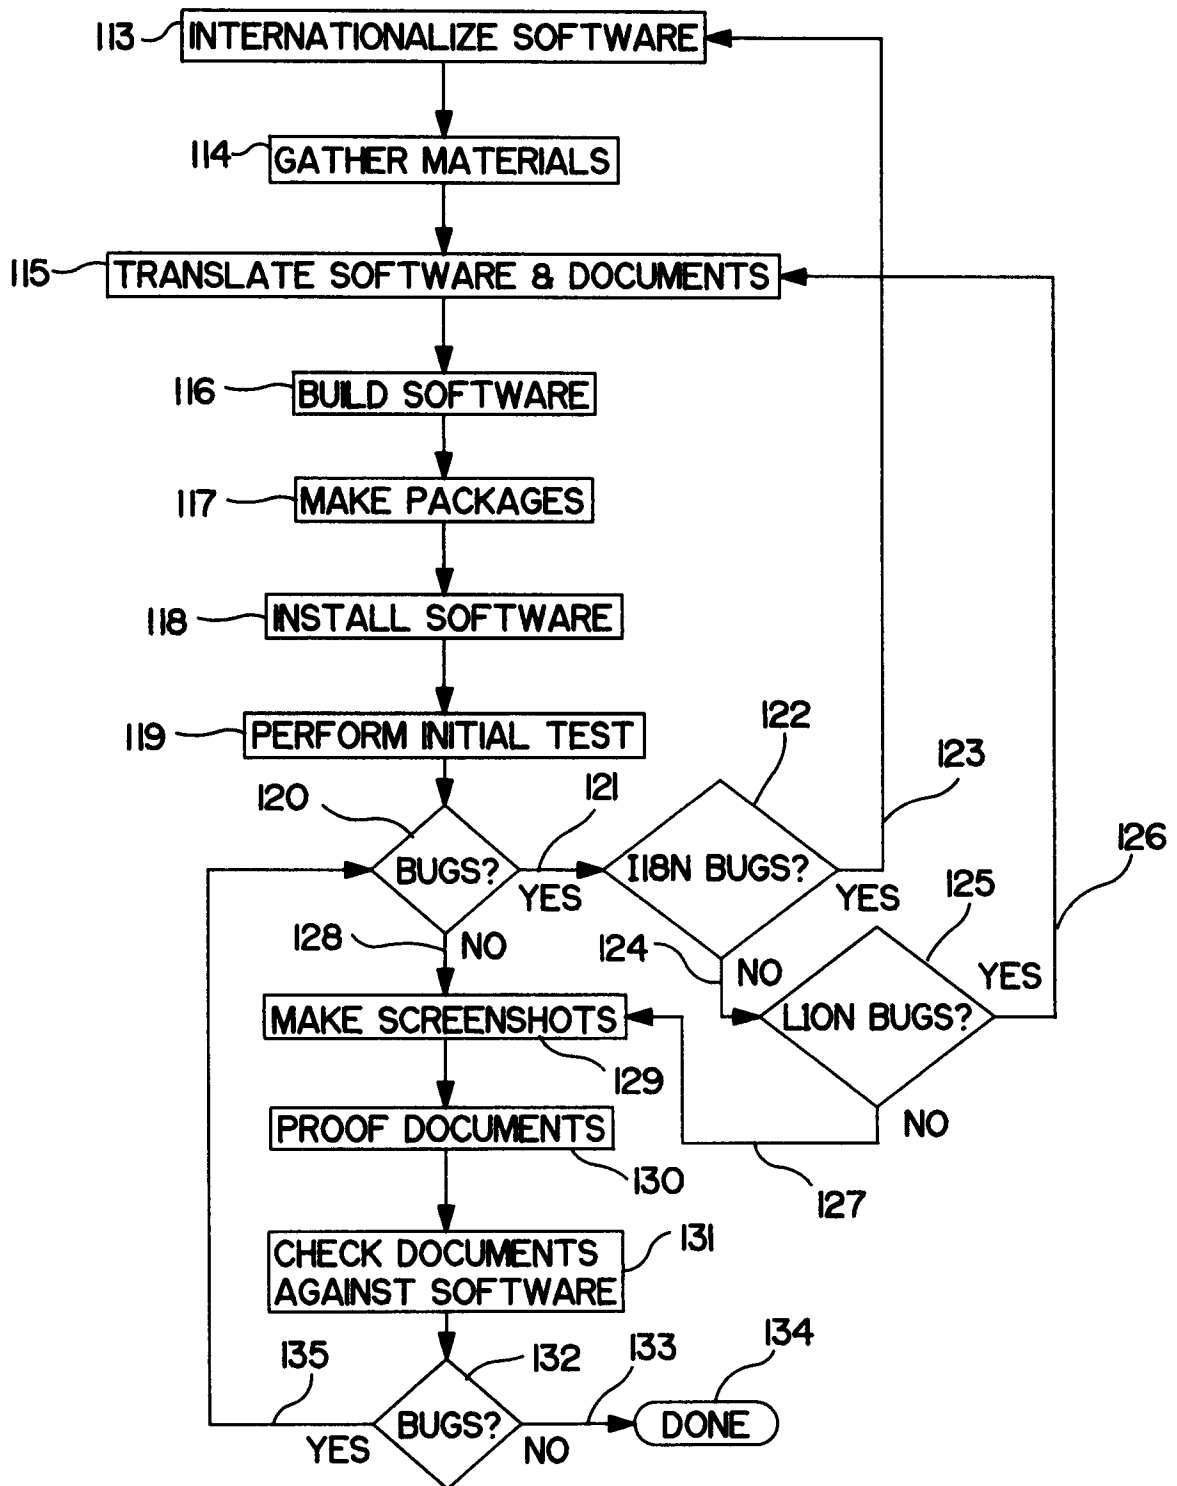 113
INTERNATIONALIZE SOFTWARE
114
GATHER MATERIALS
115
TRANSLATE SOFTWARE & DOCUMENTS
116
BUILD SOFTWARE
117
MAKE PACKAGES
118
INSTALL SOFTWARE
119
PERFORM INITIAL TEST
120
BUGS?
121
YES
122
I18N BUGS?
YES
123
124
NO
125
L10N BUGS?
YES
126
NO
127
128
NO
MAKE SCREENSHOTS
129
PROOF DOCUMENTS
130
CHECK DOCUMENTS
AGAINST SOFTWARE
131
132
BUGS?
135
YES
133
NO
134
DONE